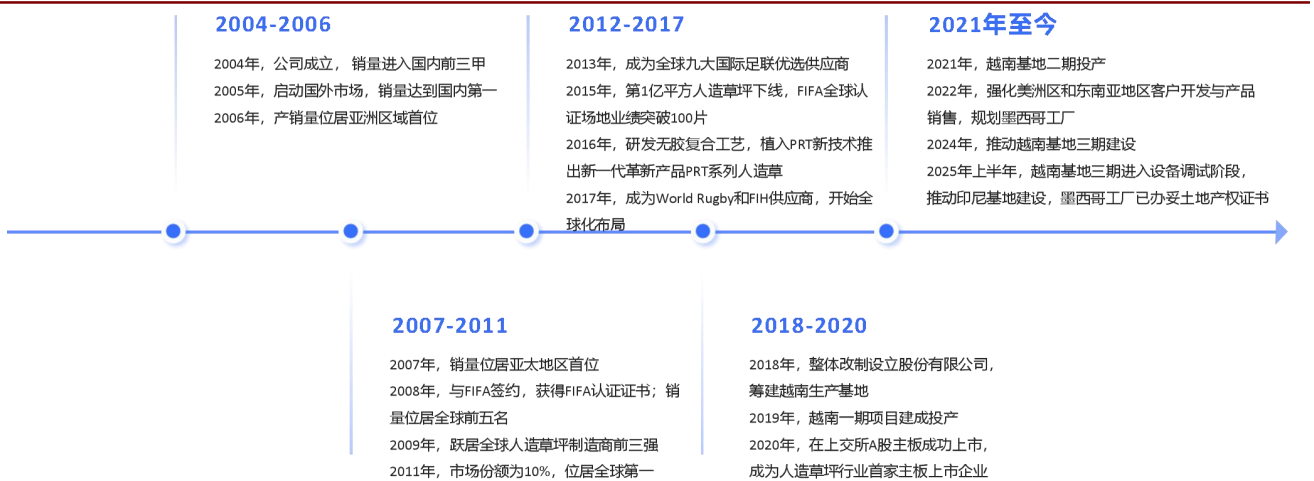 2004-2006
2004年，公司成立， 销量进入国内前三甲
2005年，启动国外市场，销量达到国内第一
2006年，产销量位居亚洲区域首位
2007-2011
2007年，销量位居亚太地区首位
2008年，与FIFA签约，获得FIFA认证证书；销
量位居全球前五名
2009年，跃居全球人造草坪制造商前三强
2011年，市场份额为10%，位居全球第一
2012-2017
2013年，成为全球九大国际足联优选供应商
2015年，第1亿平方人造草坪下线，FIFA全球认
证场地业绩突破100片
2016年，研发无胶复合工艺，植入PRT新技术推
出新一代革新产品PRT系列人造草
2017年，成为World Rugby和FIH供应商，开始全
球化布局
2018-2020
2018年，整体改制设立股份有限公司，
筹建越南生产基地
2019年，越南一期项目建成投产
2020年，在上交所A股主板成功上市，
成为人造草坪行业首家主板上市企业
2021年至今
2021年，越南基地二期投产
2022年，强化美洲区和东南亚地区客户开发与产品
销售，规划墨西哥工厂
2024年，推动越南基地三期建设
2025年上半年，越南基地三期进入设备调试阶段，
推动印尼基地建设，墨西哥工厂已办妥土地产权证书